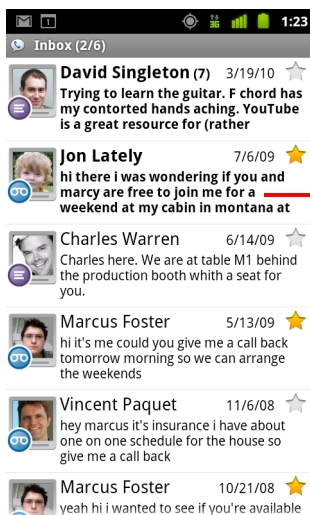 1
3G
1:23
Inbox (2/6)
David Singleton (7) 3/19/10
Trying to learn the guitar. F chord has
my contorted hands aching. YouTube
is a great resource for (rather
Jon Lately 7/6/09
hi there i was wondering if you and
marcy are free to join me for a
weekend at my cabin in montana at
Charles Warren 6/14/09
Charles here. We are at table M1 behind
the production booth whith a seat for
you.
Marcus Foster 5/13/09
hi it's me could you give me a call back
tomorrow morning so we can arrange
the weekends
Vincent Paquet 11/6/08
hey marcus it's insurance i have about
one on one schedule for the house so
give me a call back
Marcus Foster 10/21/08
yeah hi i wanted to see if you're available